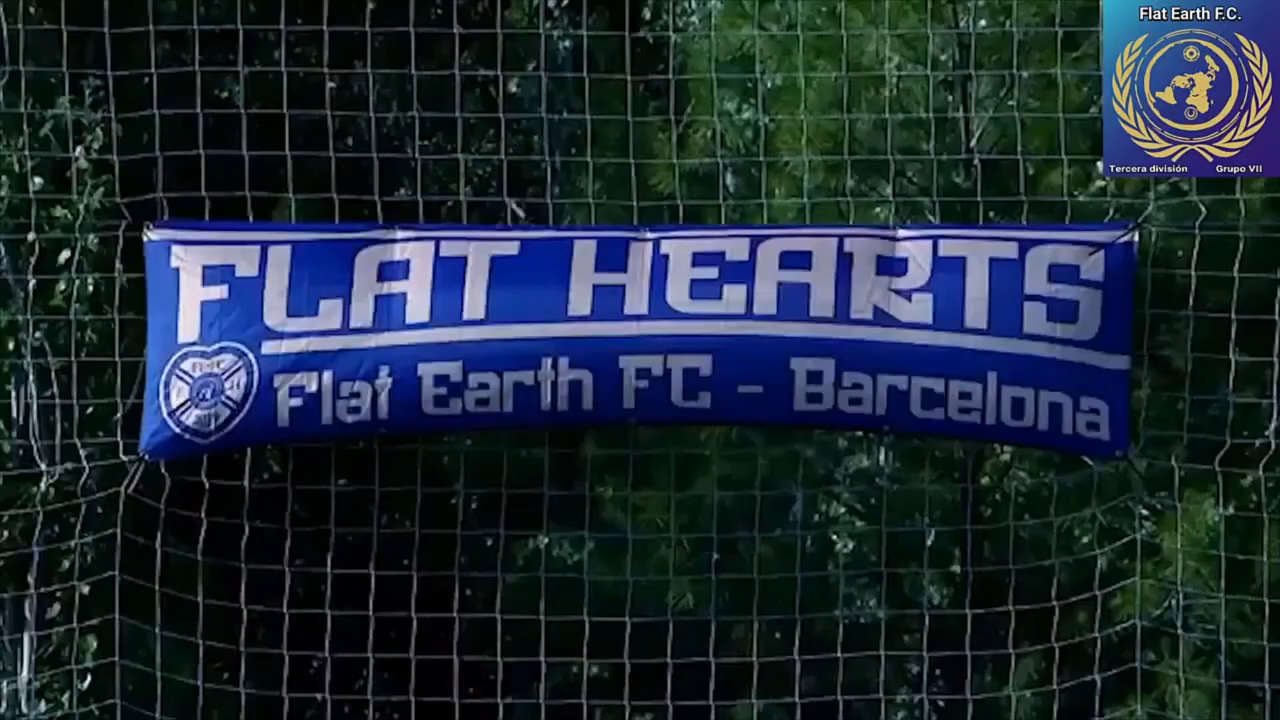 Flat Earth F.C.
Tercera división Grupo VII
FLAT HEARTS
Flat Earth FC - Barcelona